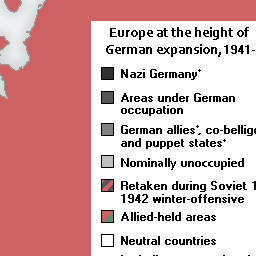 Europe at the height of
German expansion, 1941-
Nazi Germany*
Areas under German
occupation
German allies*, co-bellige
and puppet states*
Nominally unoccupied
Retaken during Soviet 1
1942 winter-offensive
Allied-held areas
Neutral countries